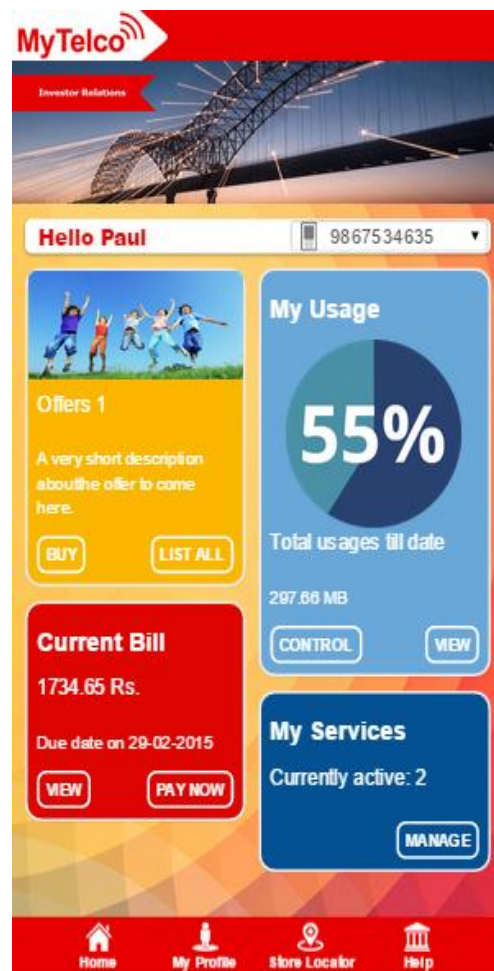 MyTelco
Investor Relations
Hello Paul
9867534635
Offers 1
A very short description
aboutthe offer to come
here.
BUY
LIST ALL
My Usage
55%
Total usages till date
297.66 MB
CONTROL
VIEW
Current Bill
1734.65 Rs.
Due date on 29-02-2015
VIEW
PAY NOW
My Services
Currently active: 2
MANAGE
Home
My Profile
Store Locator
Help